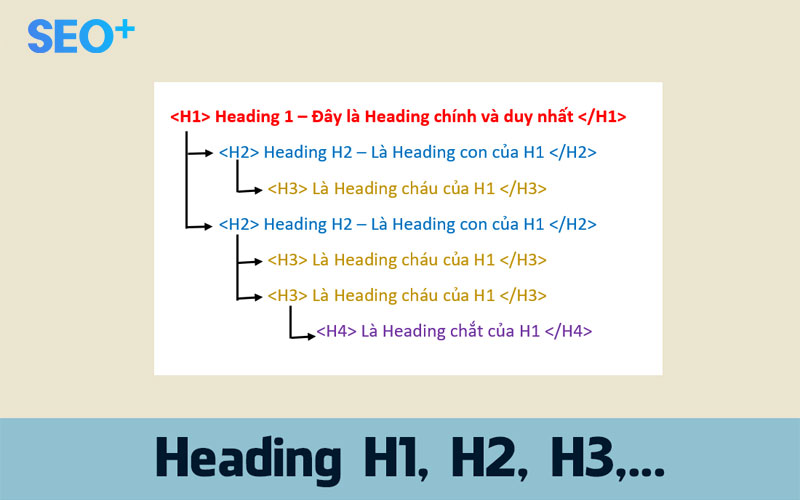 SEO+
<H1> Heading 1 – Đây là Heading chính và duy nhất </H1>
<H2> Heading H2 – Là Heading con của H1 </H2>
<H3> Là Heading cháu của H1 </H3>
<H2> Heading H2 – Là Heading con của H1 </H2>
<H3> Là Heading cháu của H1 </H3>
<H3> Là Heading cháu của H1 </H3>
<H4> Là Heading chắt của H1 </H4>
Heading H1, H2, H3,...